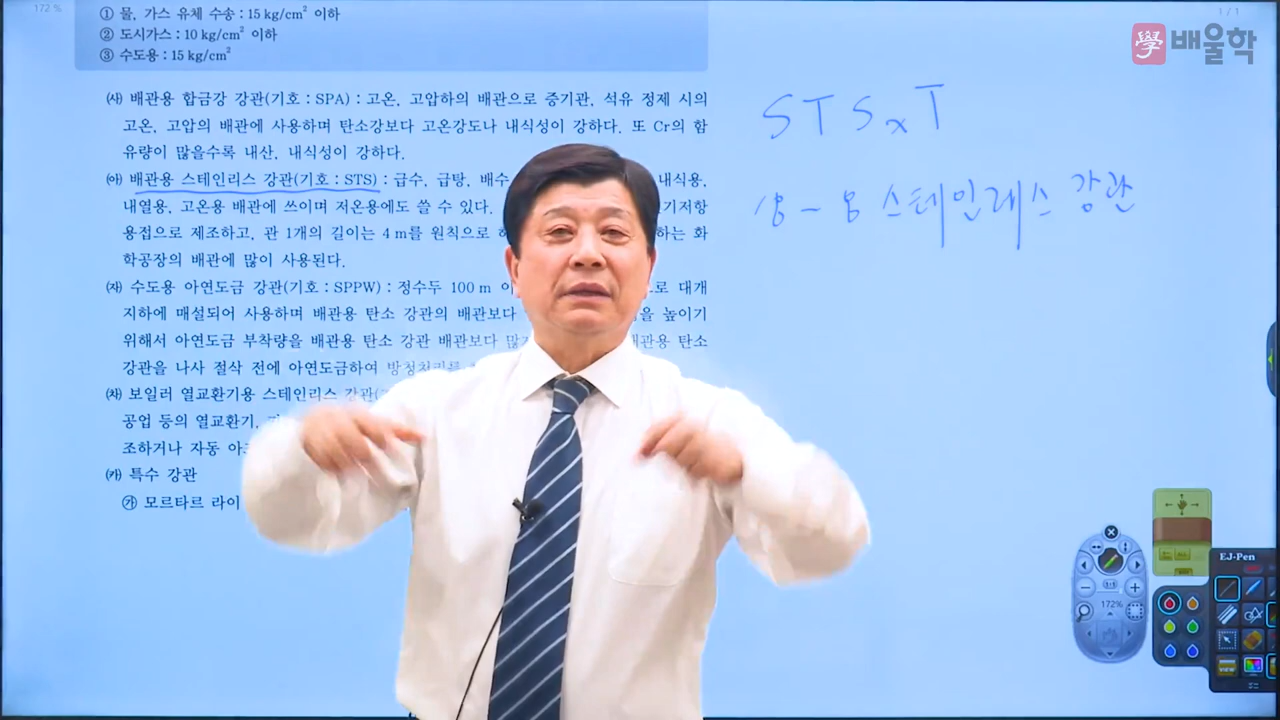 172 %
1 / 1
學 배울학
① 물, 가스 유체 수송 : 15 kg/cm² 이하
② 도시가스 : 10 kg/cm² 이하
③ 수도용 : 15 kg/cm²
㈔ 배관용 합금강 강관(기호 : SPA) : 고온, 고압하의 배관으로 증기관, 석유 정제 시의
고온, 고압의 배관에 사용하며 탄소강보다 고온강도나 내식성이 강하다. 또 Cr의 함
유량이 많을수록 내산, 내식성이 강하다.
㈕ 배관용 스테인리스 강관(기호 : STS) : 급수, 급탕, 배수 내식용,
내열용, 고온용 배관에 쓰이며 저온용에도 쓸 수 있다. 기저항
용접으로 제조하고, 관 1개의 길이는 4 m를 원칙으로 하는 화
학공장의 배관에 많이 사용된다.
㈖ 수도용 아연도금 강관(기호 : SPPW) : 정수두 100 m 이 로 대개
지하에 매설되어 사용하며 배관용 탄소 강관의 배관보다 을 높이기
위해서 아연도금 부착량을 배관용 탄소 강관 배관보다 많 배관용 탄소
강관을 나사 절삭 전에 아연도금하여 방청처리를
㈗ 보일러 열교환기용 스테인리스 강관(
공업 등의 열교환기,
조하거나 자동 아
㈘ 특수 강관
㉮ 모르타르 라이
STSxT
스테인레스 강관
EJ-Pen
1:1
172%
VIEW